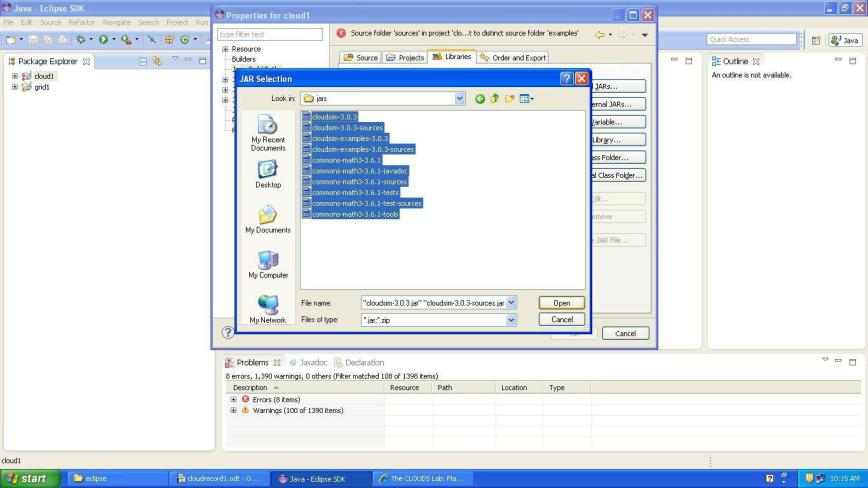 Java - Eclipse SDK
File Edit Source Refactor Navigate Search Project Run
Quick Access
Java
Package Explorer
cloud1
grid1
Properties for cloud1
type filter text
Source folder 'sources' in project 'clo...t to distinct source folder 'examples'
Resource
Builders
Source Projects Libraries Order and Export
JAR Selection
Look in: jars
My Recent Documents
Desktop
My Documents
My Computer
My Network
cloudsim-3.0.3
cloudsim-3.0.3-sources
cloudsim-examples-3.0.3
cloudsim-examples-3.0.3-sources
commons-math3-3.6.1
commons-math3-3.6.1-javadoc
commons-math3-3.6.1-sources
commons-math3-3.6.1-tests
commons-math3-3.6.1-test-sources
commons-math3-3.6.1-tools
File name: "cloudsim-3.0.3.jar" "cloudsim-3.0.3-sources.jar
Open
Files of type: *.jar;*.zip
Cancel
JARs...
ernal JARs...
ariable...
Library...
ass Folder...
al Class Folder...
dit...
emove
e JAR File...
Cancel
Outline
An outline is not available.
Problems Javadoc Declaration
8 errors, 1,390 warnings, 0 others (Filter matched 108 of 1398 items)
Description Resource Path Location Type
Errors (8 items)
Warnings (100 of 1390 items)
cloud1
start
eclipse
cloudrecord1.odt - O...
Java - Eclipse SDK
The CLOUDS Lab: Fla...
10:15 AM